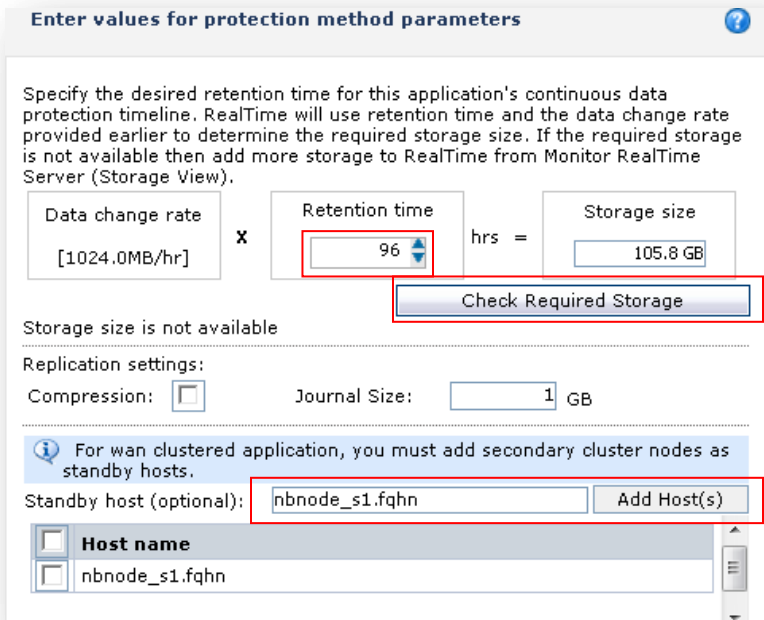 Enter values for protection method parameters
?
Specify the desired retention time for this application's continuous data
protection timeline. RealTime will use retention time and the data change rate
provided earlier to determine the required storage size. If the required storage
is not available then add more storage to RealTime from Monitor RealTime
Server (Storage View).
Data change rate X Retention time hrs = Storage size
[1024.0MB/hr] 96 105.8 GB
Check Required Storage
Storage size is not available
Replication settings:
Compression: Journal Size: 1 GB
i For wan clustered application, you must add secondary cluster nodes as
standby hosts.
Standby host (optional): nbnode_s1.fqhn Add Host(s)
Host name
nbnode_s1.fqhn